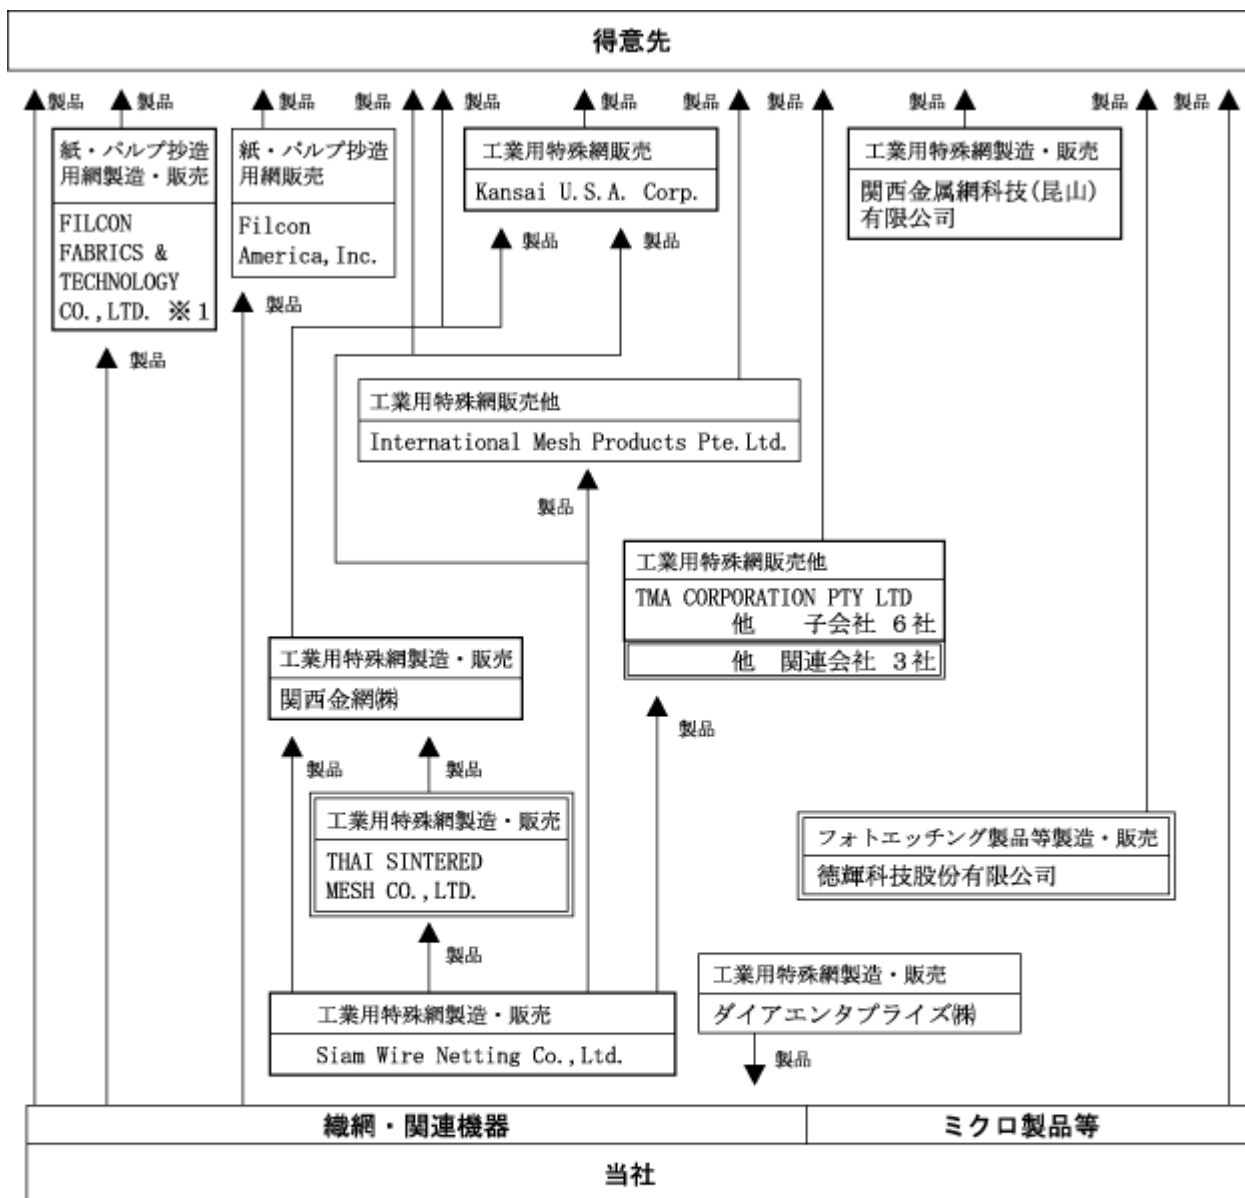 得意先
製品 製品 製品 製品 製品 製品 製品 製品 製品 製品 製品
紙・パルプ抄造
用網製造・販売
FILCON
FABRICS &
TECHNOLOGY
CO.,LTD. ※1
紙・パルプ抄造
用網販売
Filcon
America,Inc.
工業用特殊網販売
Kansai U.S.A. Corp.
工業用特殊網製造・販売
関西金属網科技(昆山)
有限公司
製品 製品
製品
製品
工業用特殊網販売他
International Mesh Products Pte.Ltd.
製品
工業用特殊網販売他
TMA CORPORATION PTY LTD
他 子会社 6社
他 関連会社 3社
工業用特殊網製造・販売
関西金網㈱
製品
製品 製品
工業用特殊網製造・販売
THAI SINTERED
MESH CO.,LTD.
フォトエッチング製品等製造・販売
徳輝科技股份有限公司
製品
工業用特殊網製造・販売
Siam Wire Netting Co.,Ltd.
工業用特殊網製造・販売
ダイアエンタプライズ㈱
製品
織網・関連機器 ミクロ製品等
当社